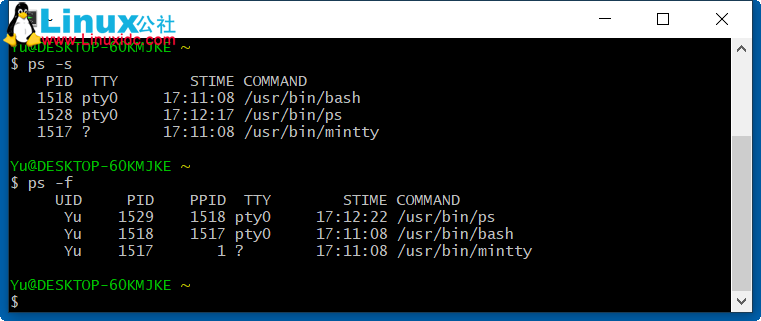 Linux公社
www.Linuxidc.com
Yu@DESKTOP-60KMJKE ~
$ ps -s
PID TTY STIME COMMAND
1518 pty0 17:11:08 /usr/bin/bash
1528 pty0 17:12:17 /usr/bin/ps
1517 ? 17:11:08 /usr/bin/mintty
Yu@DESKTOP-60KMJKE ~
$ ps -f
UID PID PPID TTY STIME COMMAND
Yu 1529 1518 pty0 17:12:22 /usr/bin/ps
Yu 1518 1517 pty0 17:11:08 /usr/bin/bash
Yu 1517 1 ? 17:11:08 /usr/bin/mintty
Yu@DESKTOP-60KMJKE ~
$